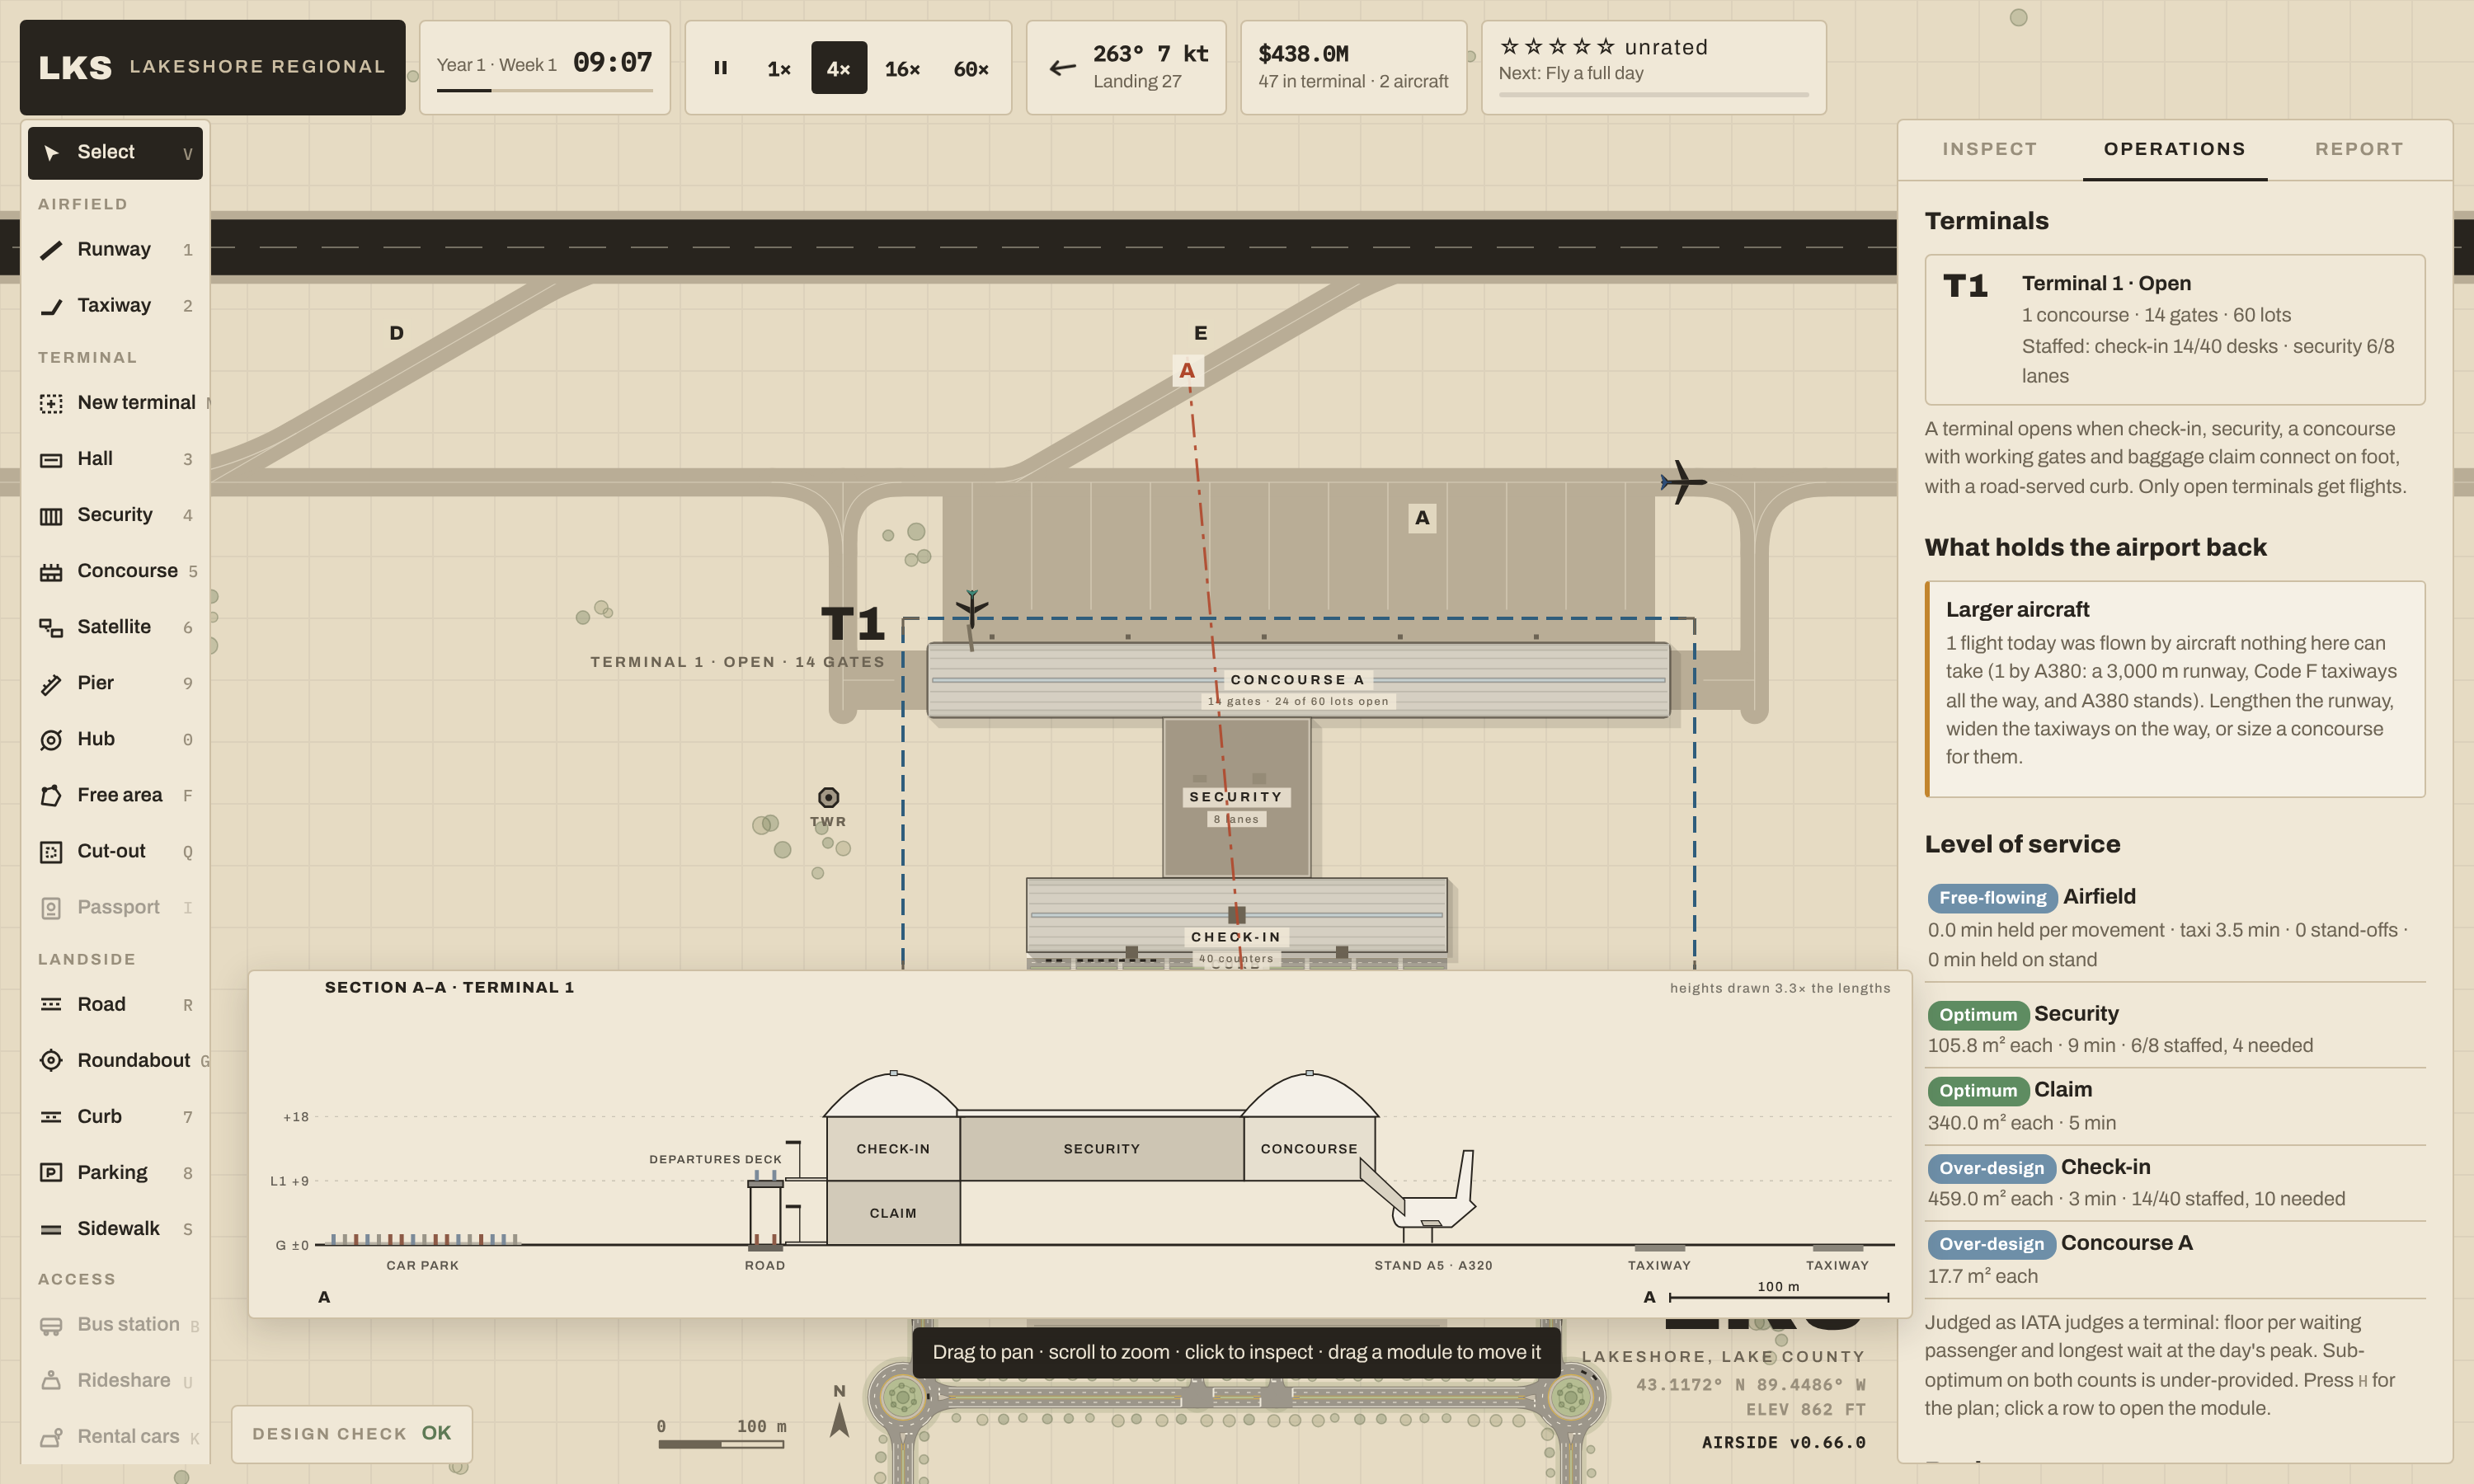 LKS LAKESHORE REGIONAL
Year 1 · Week 1 09:07
1× 4× 16× 60×
263° 7 kt
Landing 27
$438.0M
47 in terminal · 2 aircraft
☆☆☆☆☆ unrated
Next: Fly a full day
Select V
AIRFIELD
Runway 1
Taxiway 2
TERMINAL
New terminal
Hall 3
Security 4
Concourse 5
Satellite 6
Pier 9
Hub 0
Free area F
Cut-out Q
Passport I
LANDSIDE
Road R
Roundabout G
Curb 7
Parking 8
Sidewalk S
ACCESS
Bus station B
Rideshare U
Rental cars K
D
E
A
A
T1
TERMINAL 1 · OPEN · 14 GATES
CONCOURSE A
14 gates · 24 of 60 lots open
SECURITY
8 lanes
TWR
CHECK-IN
40 counters
SECTION A–A · TERMINAL 1
heights drawn 3.3× the lengths
+18
L1 +9
G ±0
DEPARTURES DECK
CHECK-IN
SECURITY
CONCOURSE
CLAIM
CAR PARK
ROAD
STAND A5 · A320
TAXIWAY
TAXIWAY
A
A
100 m
Drag to pan · scroll to zoom · click to inspect · drag a module to move it
DESIGN CHECK OK
0 100 m
N
LAKESHORE, LAKE COUNTY
43.1172° N 89.4486° W
ELEV 862 FT
AIRSIDE v0.66.0
INSPECT OPERATIONS REPORT
Terminals
T1
Terminal 1 · Open
1 concourse · 14 gates · 60 lots
Staffed: check-in 14/40 desks · security 6/8
lanes
A terminal opens when check-in, security, a concourse
with working gates and baggage claim connect on foot,
with a road-served curb. Only open terminals get flights.
What holds the airport back
Larger aircraft
1 flight today was flown by aircraft nothing here can
take (1 by A380: a 3,000 m runway, Code F taxiways
all the way, and A380 stands). Lengthen the runway,
widen the taxiways on the way, or size a concourse
for them.
Level of service
Free-flowing Airfield
0.0 min held per movement · taxi 3.5 min · 0 stand-offs ·
0 min held on stand
Optimum Security
105.8 m² each · 9 min · 6/8 staffed, 4 needed
Optimum Claim
340.0 m² each · 5 min
Over-design Check-in
459.0 m² each · 3 min · 14/40 staffed, 10 needed
Over-design Concourse A
17.7 m² each
Judged as IATA judges a terminal: floor per waiting
passenger and longest wait at the day's peak. Sub-
optimum on both counts is under-provided. Press H for
the plan; click a row to open the module.